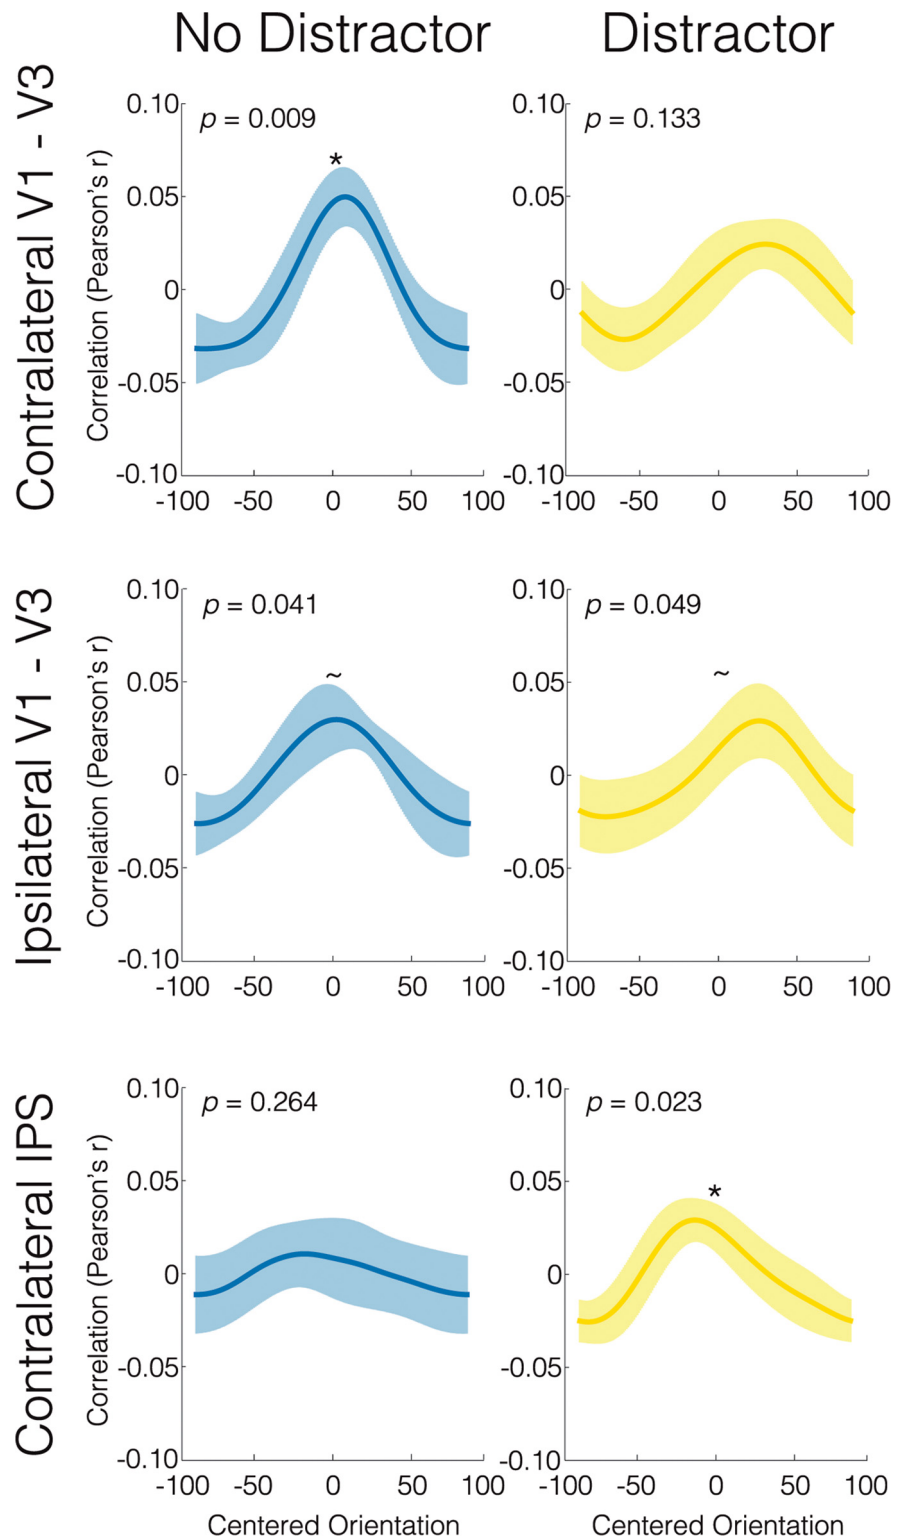 No Distractor
Distractor
Contralateral V1 - V3
Correlation (Pearson's r)
0.10
0.05
0
-0.05
-0.10
p = 0.009
*
-100 -50 0 50 100
0.10
0.05
0
-0.05
-0.10
p = 0.133
-100 -50 0 50 100
Ipsilateral V1 - V3
Correlation (Pearson's r)
0.10
0.05
0
-0.05
-0.10
p = 0.041
~
-100 -50 0 50 100
0.10
0.05
0
-0.05
-0.10
p = 0.049
~
-100 -50 0 50 100
Contralateral IPS
Correlation (Pearson's r)
0.10
0.05
0
-0.05
-0.10
p = 0.264
-100 -50 0 50 100
Centered Orientation
0.10
0.05
0
-0.05
-0.10
p = 0.023
*
-100 -50 0 50 100
Centered Orientation